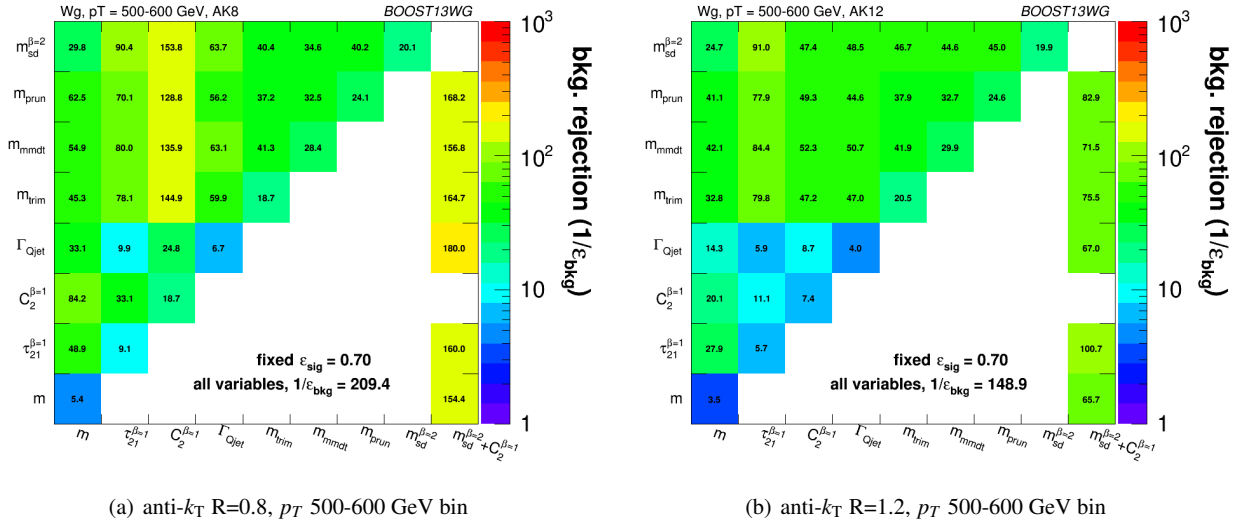 Wg, pT = 500-600 GeV, AK8 BOOST13WG
m_sd^β=2 29.8 90.4 153.8 63.7 40.4 34.6 40.2 20.1
m_prun 62.5 70.1 128.8 56.2 37.2 32.5 24.1 168.2
m_mmdt 54.9 80.0 135.9 63.1 41.3 28.4 156.8
m_trim 45.3 78.1 144.9 59.9 18.7 164.7
Γ_Qjet 33.1 9.9 24.8 6.7 180.0
C_2^β=1 84.2 33.1 18.7
τ_21^β=1 48.9 9.1 160.0
m 5.4 154.4
fixed ε_sig = 0.70
all variables, 1/ε_bkg = 209.4
m τ_21^β=1 C_2^β=1 Γ_Qjet m_trim m_mmdt m_prun m_sd^β=2 m_sd^β=2+C_2^β=1
10^3
10^2
10
1
bkg. rejection (1/ε_bkg)
(a) anti-k_T R=0.8, p_T 500-600 GeV bin
Wg, pT = 500-600 GeV, AK12 BOOST13WG
m_sd^β=2 24.7 91.0 47.4 48.5 46.7 44.6 45.0 19.9
m_prun 41.1 77.9 49.3 44.6 37.9 32.7 24.6 82.9
m_mmdt 42.1 84.4 52.3 50.7 41.9 29.9 71.5
m_trim 32.8 79.8 47.2 47.0 20.5 75.5
Γ_Qjet 14.3 5.9 8.7 4.0 67.0
C_2^β=1 20.1 11.1 7.4
τ_21^β=1 27.9 5.7 100.7
m 3.5 65.7
fixed ε_sig = 0.70
all variables, 1/ε_bkg = 148.9
m τ_21^β=1 C_2^β=1 Γ_Qjet m_trim m_mmdt m_prun m_sd^β=2 m_sd^β=2+C_2^β=1
10^3
10^2
10
1
bkg. rejection (1/ε_bkg)
(b) anti-k_T R=1.2, p_T 500-600 GeV bin